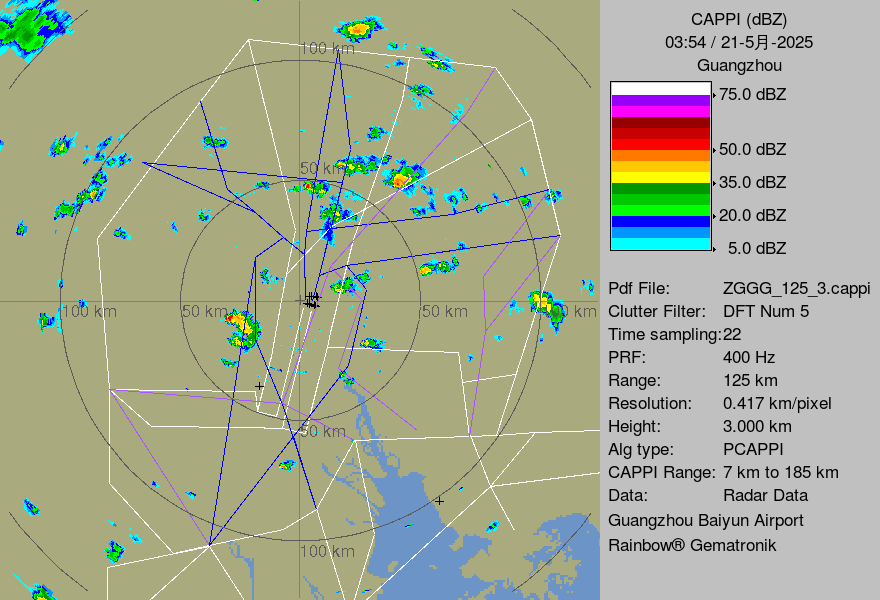 CAPPI (dBZ)
03:54 / 21-5月-2025
Guangzhou
75.0 dBZ
50.0 dBZ
35.0 dBZ
20.0 dBZ
5.0 dBZ
Pdf File: ZGGG_125_3.cappi
Clutter Filter: DFT Num 5
Time sampling:22
PRF: 400 Hz
Range: 125 km
Resolution: 0.417 km/pixel
Height: 3.000 km
Alg type: PCAPPI
CAPPI Range: 7 km to 185 km
Data: Radar Data
Guangzhou Baiyun Airport
Rainbow® Gematronik
100 km
50 km
100 km
50 km
50 km
0 km
50 km
100 km